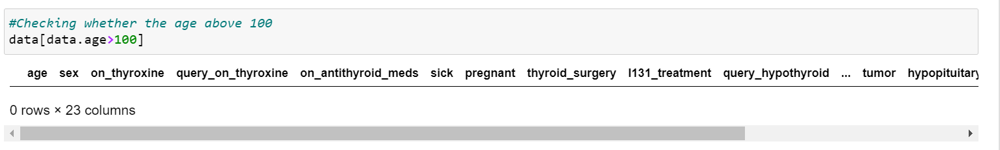 #Checking whether the age above 100
data[data.age>100]
age sex on_thyroxine query_on_thyroxine on_antithyroid_meds sick pregnant thyroid_surgery I131_treatment query_hypothyroid ... tumor hypopituitary
0 rows × 23 columns